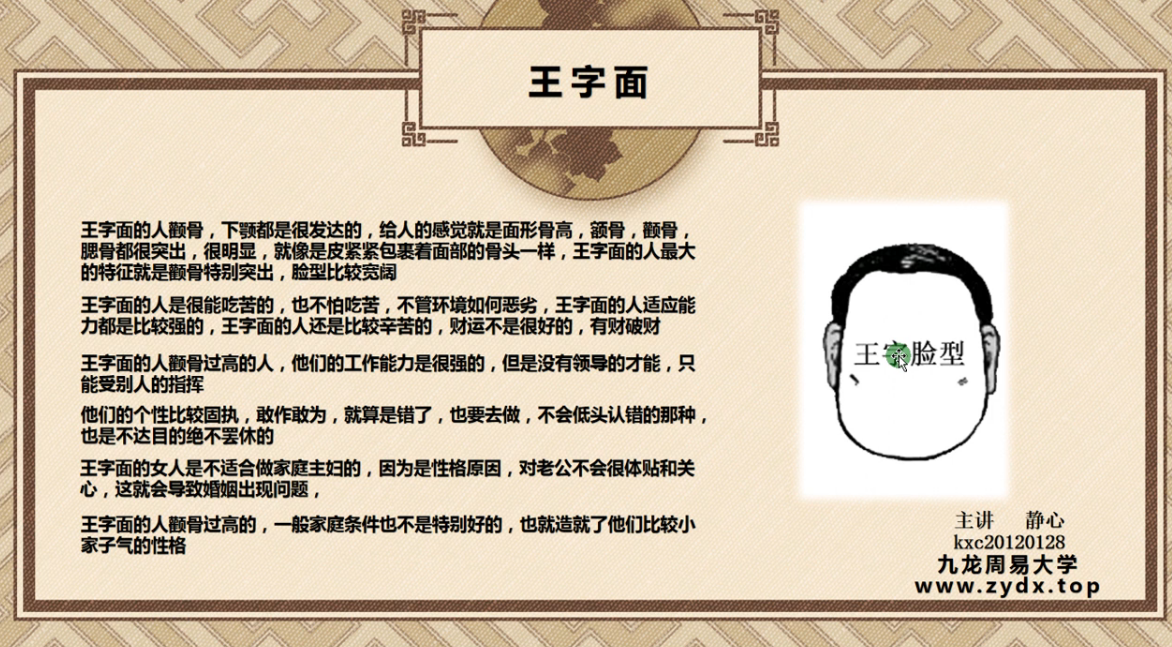 王字面
王字面的人颧骨，下颚都是很发达的，给人的感觉就是面形骨高，额骨，颧骨，
腮骨都很突出，很明显，就像是皮紧紧包裹着面部的骨头一样，王字面的人最大
的特征就是颧骨特别突出，脸型比较宽阔
王字面的人是很能吃苦的，也不怕吃苦，不管环境如何恶劣，王字面的人适应能
力都是比较强的，王字面的人还是比较辛苦的，财运不是很好的，有财破财
王字面的人颧骨过高的人，他们的工作能力是很强的，但是没有领导的才能，只
能受别人的指挥
他们的个性比较固执，敢作敢为，就算是错了，也要去做，不会低头认错的那种，
也是不达目的绝不罢休的
王字面的女人是不适合做家庭主妇的，因为是性格原因，对老公不会很体贴和关
心，这就会导致婚姻出现问题，
王字面的人颧骨过高的，一般家庭条件也不是特别好的，也就造就了他们比较小
家子气的性格
王字脸型
主讲 静心
kxc20120128
九龙周易大学
www.zydx.top